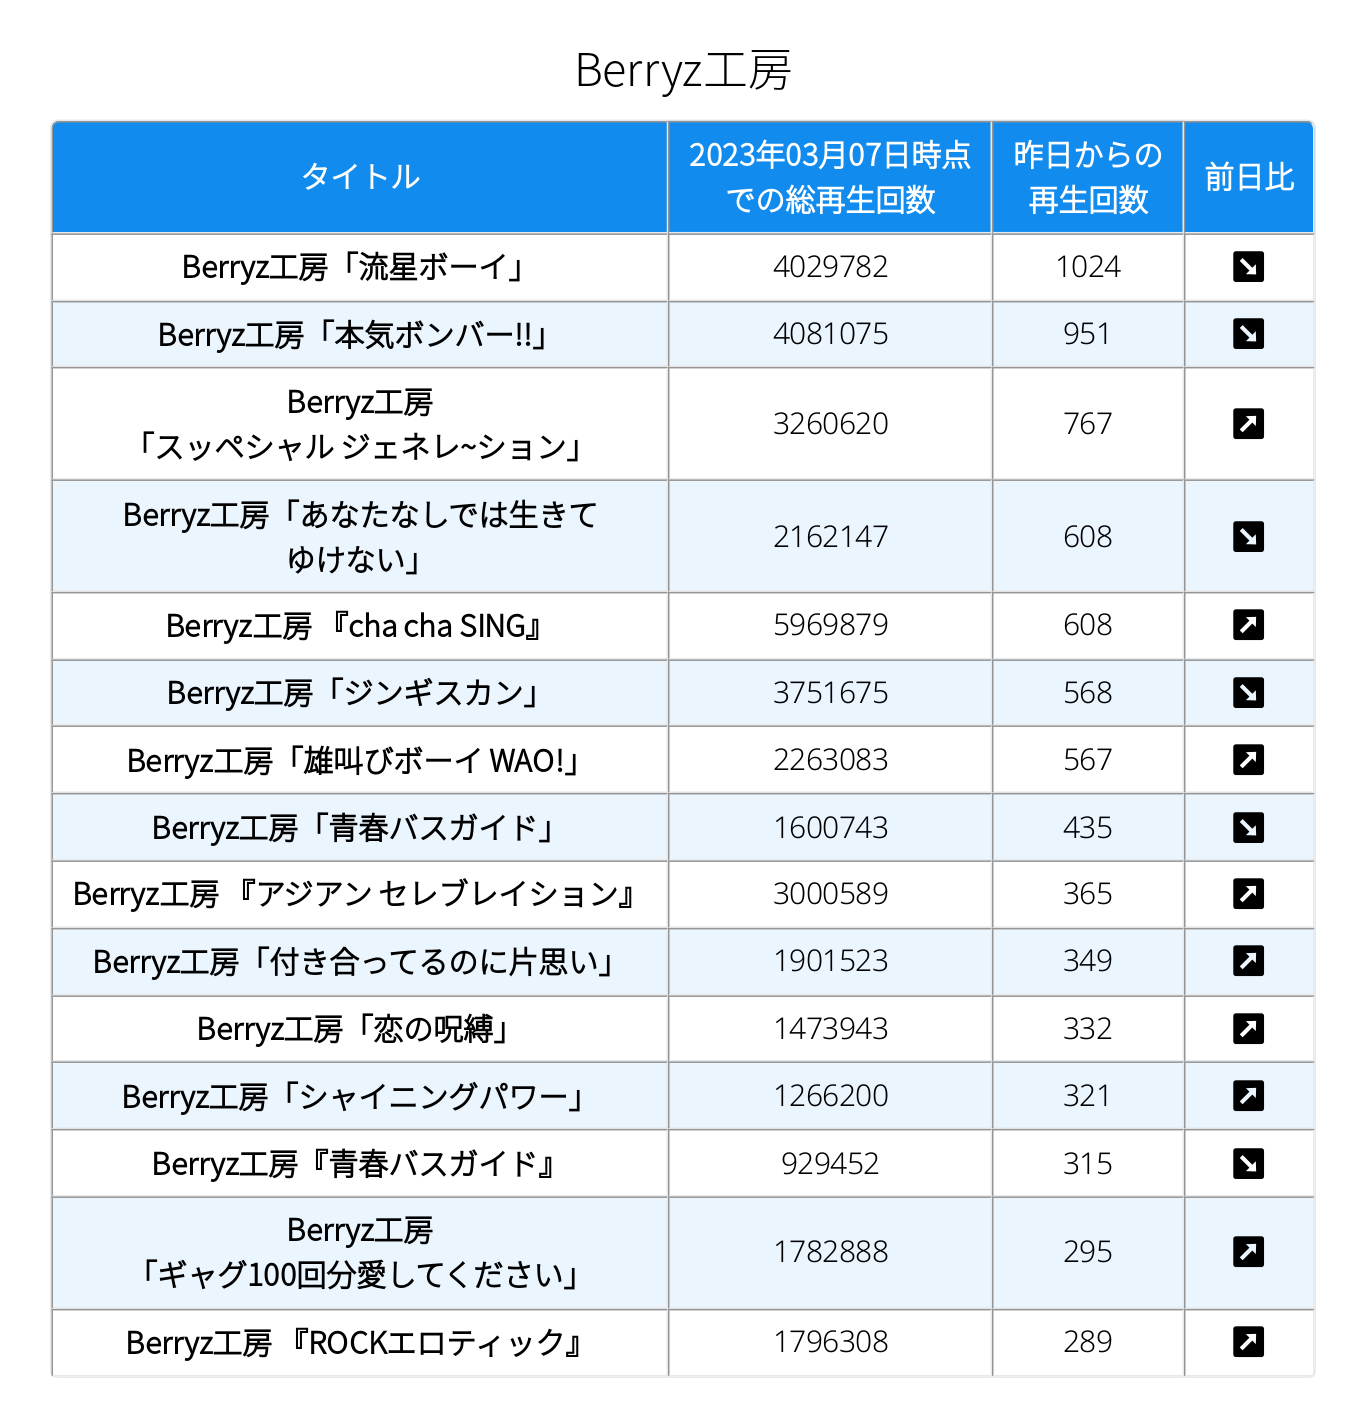 Berryz工房
タイトル
2023年03月07日時点
での総再生回数
昨日からの
再生回数
前日比
Berryz工房「流星ボーイ」 4029782 1024
Berryz工房「本気ボンバー!!」 4081075 951
Berryz工房
「スッペシャル ジェネレ~ション」 3260620 767
Berryz工房「あなたなしでは生きて
ゆけない」 2162147 608
Berryz工房 『cha cha SING』 5969879 608
Berryz工房「ジンギスカン」 3751675 568
Berryz工房「雄叫びボーイ WAO!」 2263083 567
Berryz工房「青春バスガイド」 1600743 435
Berryz工房 『アジアン セレブレイション』 3000589 365
Berryz工房「付き合ってるのに片思い」 1901523 349
Berryz工房「恋の呪縛」 1473943 332
Berryz工房「シャイニングパワー」 1266200 321
Berryz工房『青春バスガイド』 929452 315
Berryz工房
「ギャグ100回分愛してください」 1782888 295
Berryz工房 『ROCKエロティック』 1796308 289